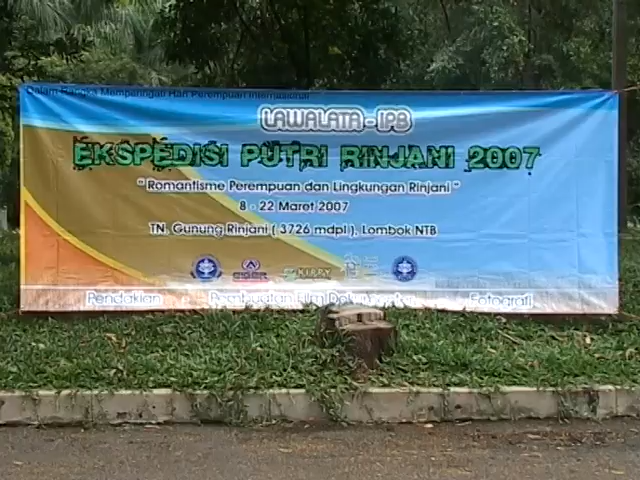 Dalam Rangka Memperingati Hari Perempuan Internasional
LAWALATA - IPB
EKSPEDISI PUTRI RINJANI 2007
" Romantisme Perempuan dan Lingkungan Rinjani "
8 - 22 Maret 2007
TN. Gunung Rinjani ( 3726 mdpl ), Lombok NTB
KIPPY
Pendakian Pembuatan Film Dokumenter Fotografi